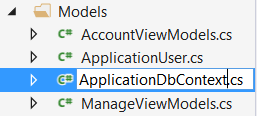 Models
C# AccountViewModels.cs
C# ApplicationUser.cs
C# ApplicationDbContext.cs
C# ManageViewModels.cs